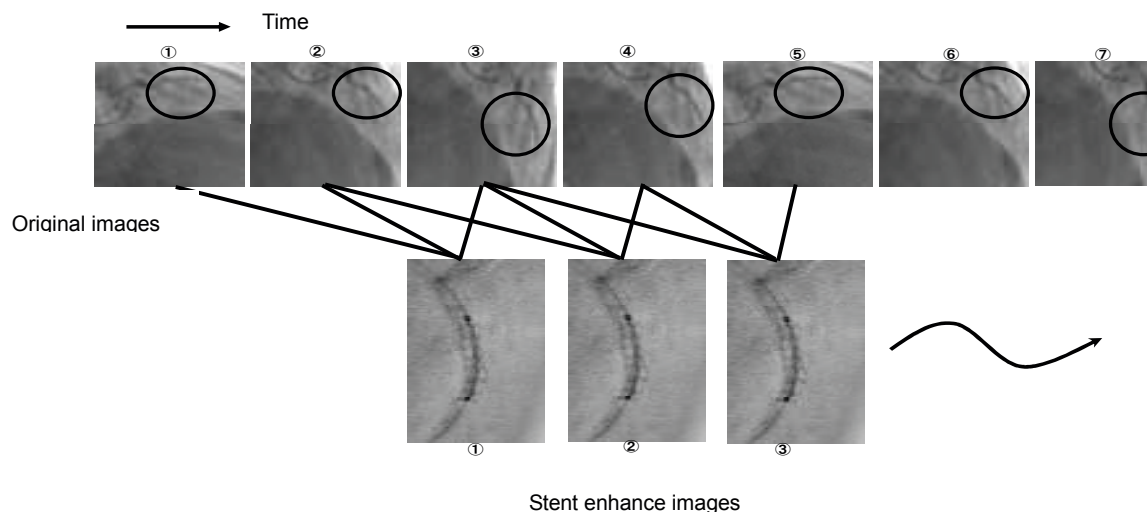 Time
① ② ③ ④ ⑤ ⑥ ⑦
Original images
① ② ③
Stent enhance images